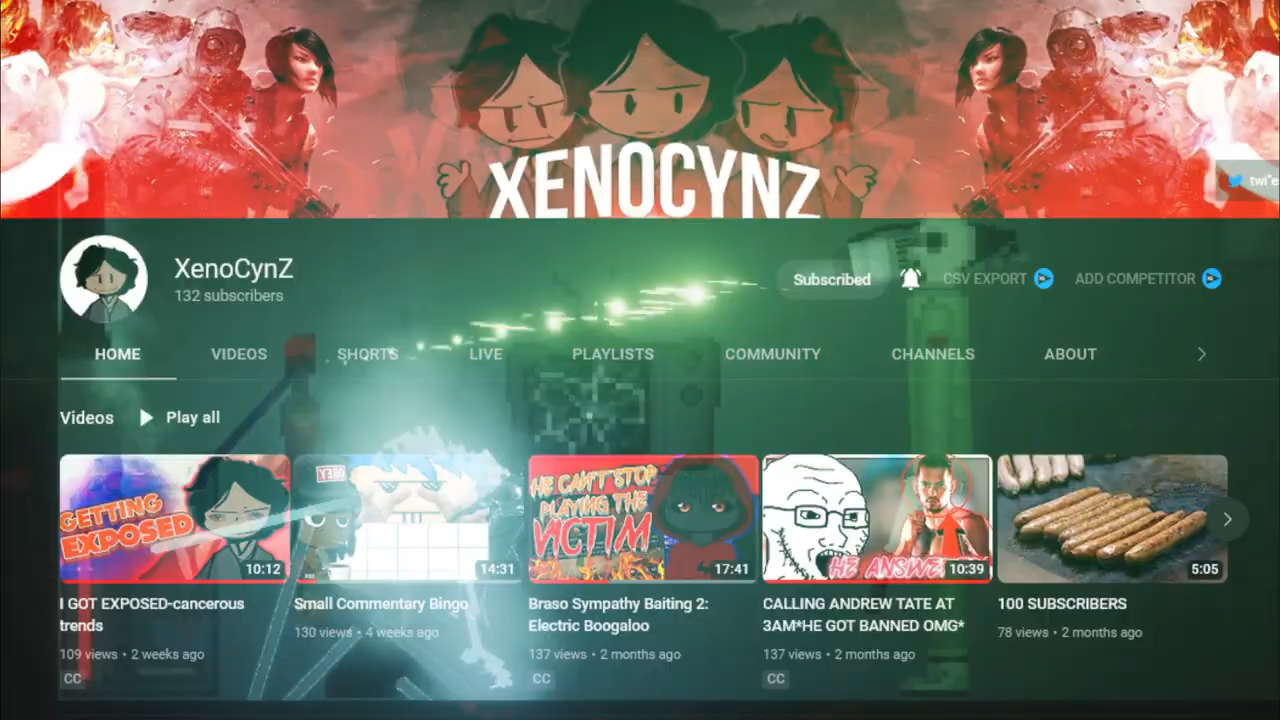 XENOCYNZ
XenoCynZ
132 subscribers
Subscribed
CSV EXPORT
ADD COMPETITOR
HOME
VIDEOS
SHORTS
LIVE
PLAYLISTS
COMMUNITY
CHANNELS
ABOUT
Videos
Play all
GETTING
EXPOSED
10:12
OBEY
14:31
HE CAN'T STOP
PLAYING THE
VICTIM
17:41
HE ANSWE
10:39
5:05
I GOT EXPOSED-cancerous
trends
109 views • 2 weeks ago
CC
Small Commentary Bingo
130 views • 4 weeks ago
Braso Sympathy Baiting 2:
Electric Boogaloo
137 views • 2 months ago
CC
CALLING ANDREW TATE AT
3AM*HE GOT BANNED OMG*
137 views • 2 months ago
CC
100 SUBSCRIBERS
78 views • 2 months ago